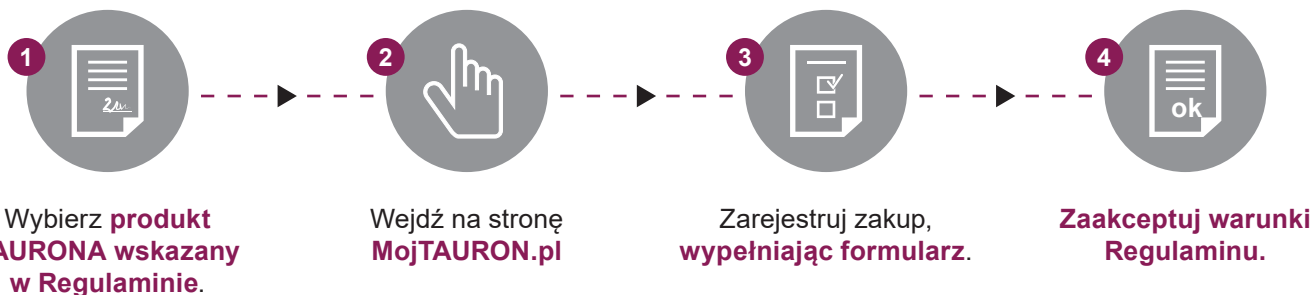 1
2
3
4
ok
Wybierz produkt
AURONA wskazany
w Regulaminie.
Wejdź na stronę
MojTAURON.pl
Zarejestruj zakup,
wypełniając formularz.
Zaakceptuj warunki
Regulaminu.